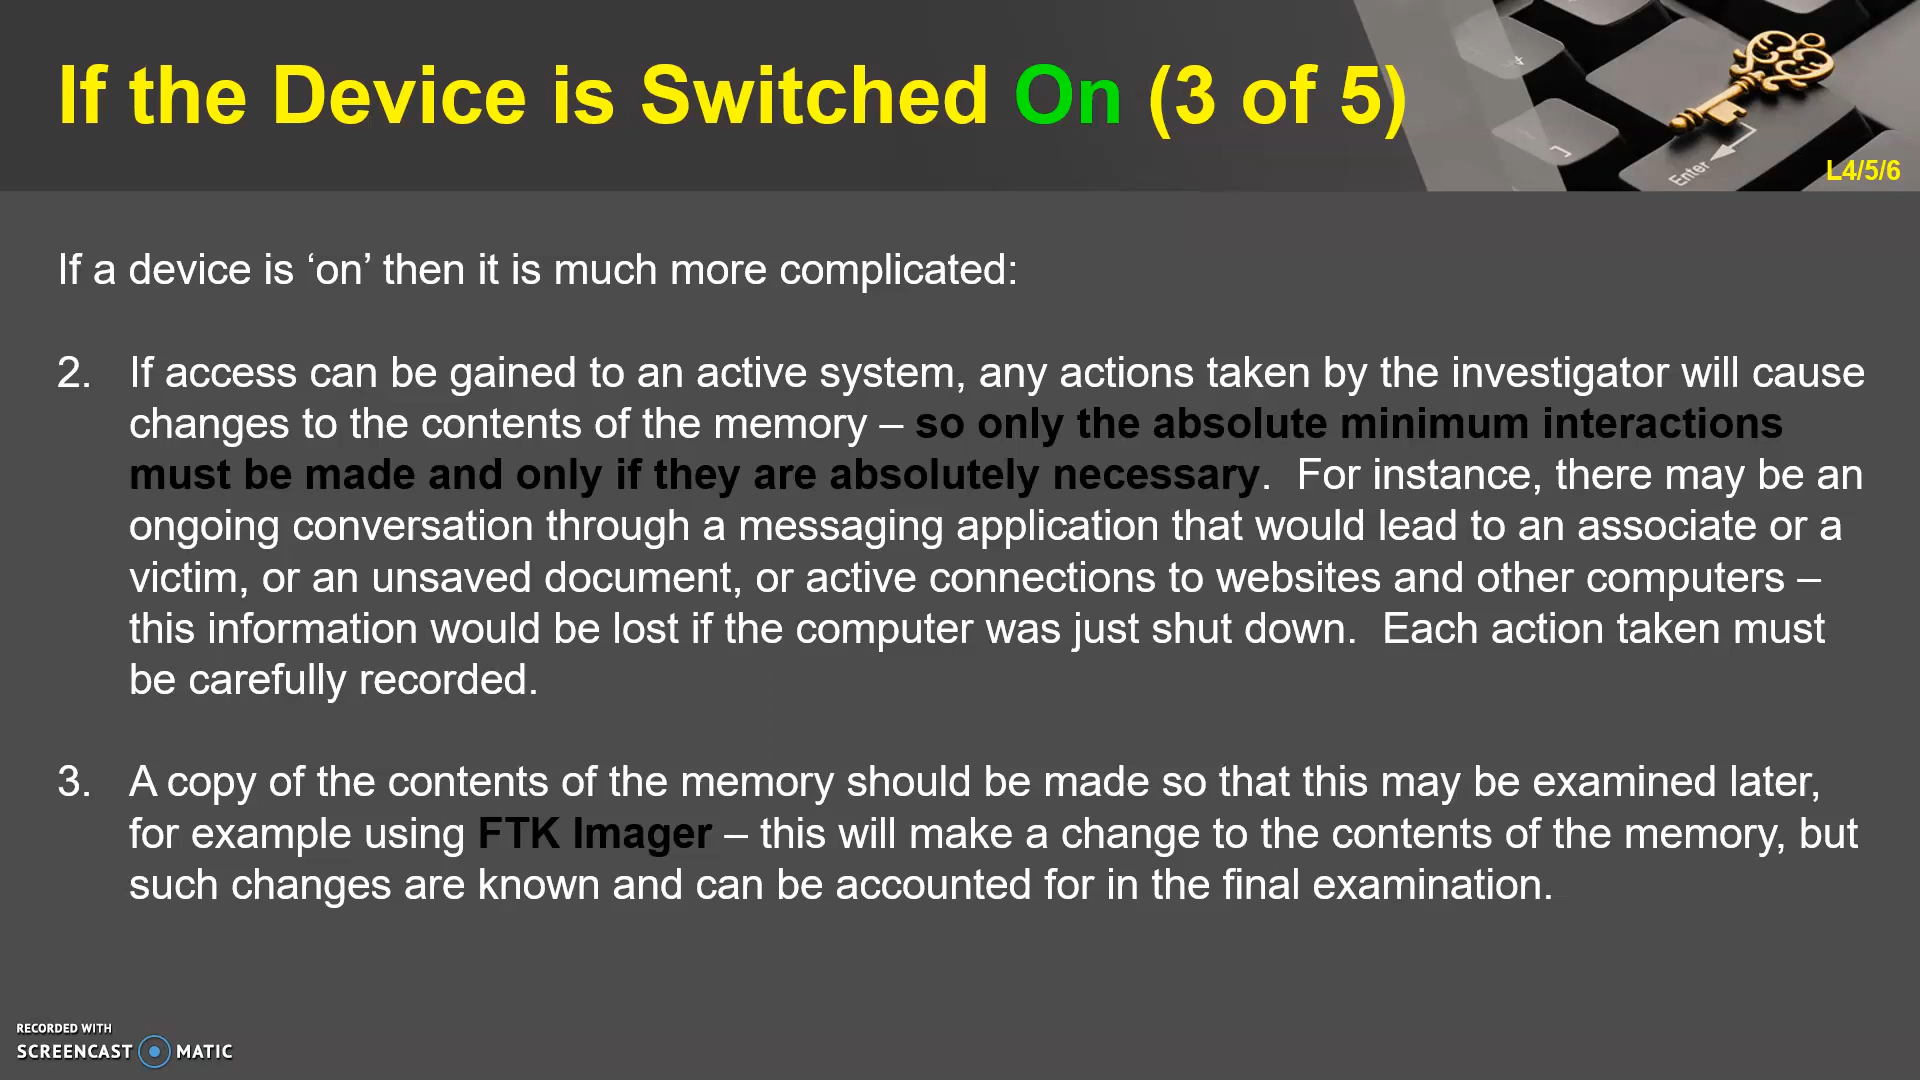 If the Device is Switched On (3 of 5)
Enter
L4/5/6
If a device is ‘on’ then it is much more complicated:
2. If access can be gained to an active system, any actions taken by the investigator will cause
changes to the contents of the memory – so only the absolute minimum interactions
must be made and only if they are absolutely necessary.  For instance, there may be an
ongoing conversation through a messaging application that would lead to an associate or a
victim, or an unsaved document, or active connections to websites and other computers –
this information would be lost if the computer was just shut down.  Each action taken must
be carefully recorded.
3. A copy of the contents of the memory should be made so that this may be examined later,
for example using FTK Imager – this will make a change to the contents of the memory, but
such changes are known and can be accounted for in the final examination.
RECORDED WITH
SCREENCAST MATIC